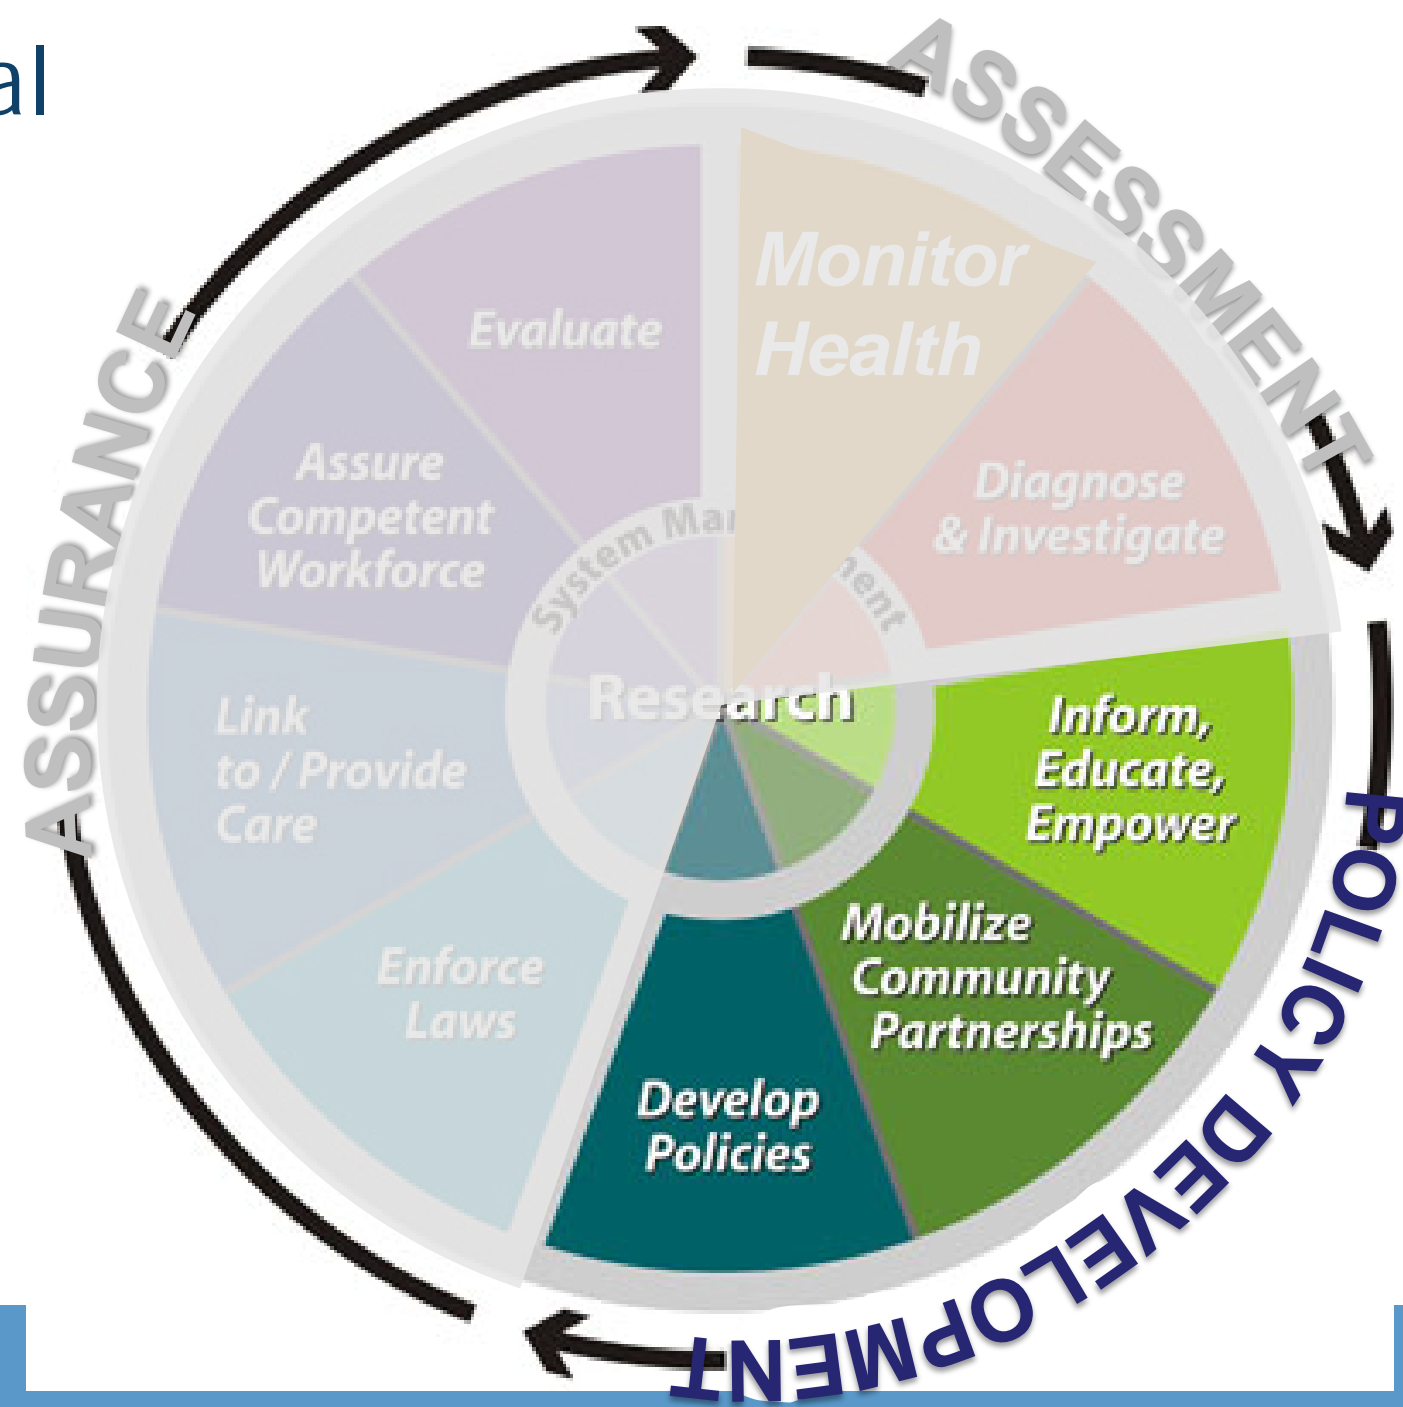 al
ASSESSMENT
Monitor
Health
Diagnose
& Investigate
Inform,
Educate,
Empower
POLICY DEVELOPMENT
Mobilize
Community
Partnerships
Develop
Policies
Enforce
Laws
ASSURANCE
Link
to / Provide
Care
Assure
Competent
Workforce
Evaluate
System
Research